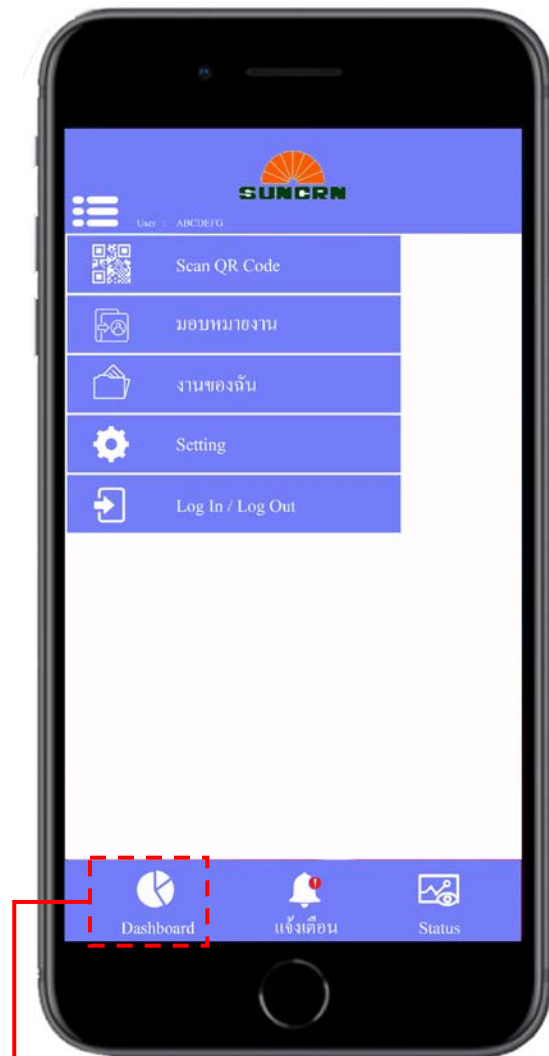 SUNCRN
User : ABCDEFG
Scan QR Code
มอบหมายงาน
งานของฉัน
Setting
Log In / Log Out
Dashboard
แจ้งเตือน
Status